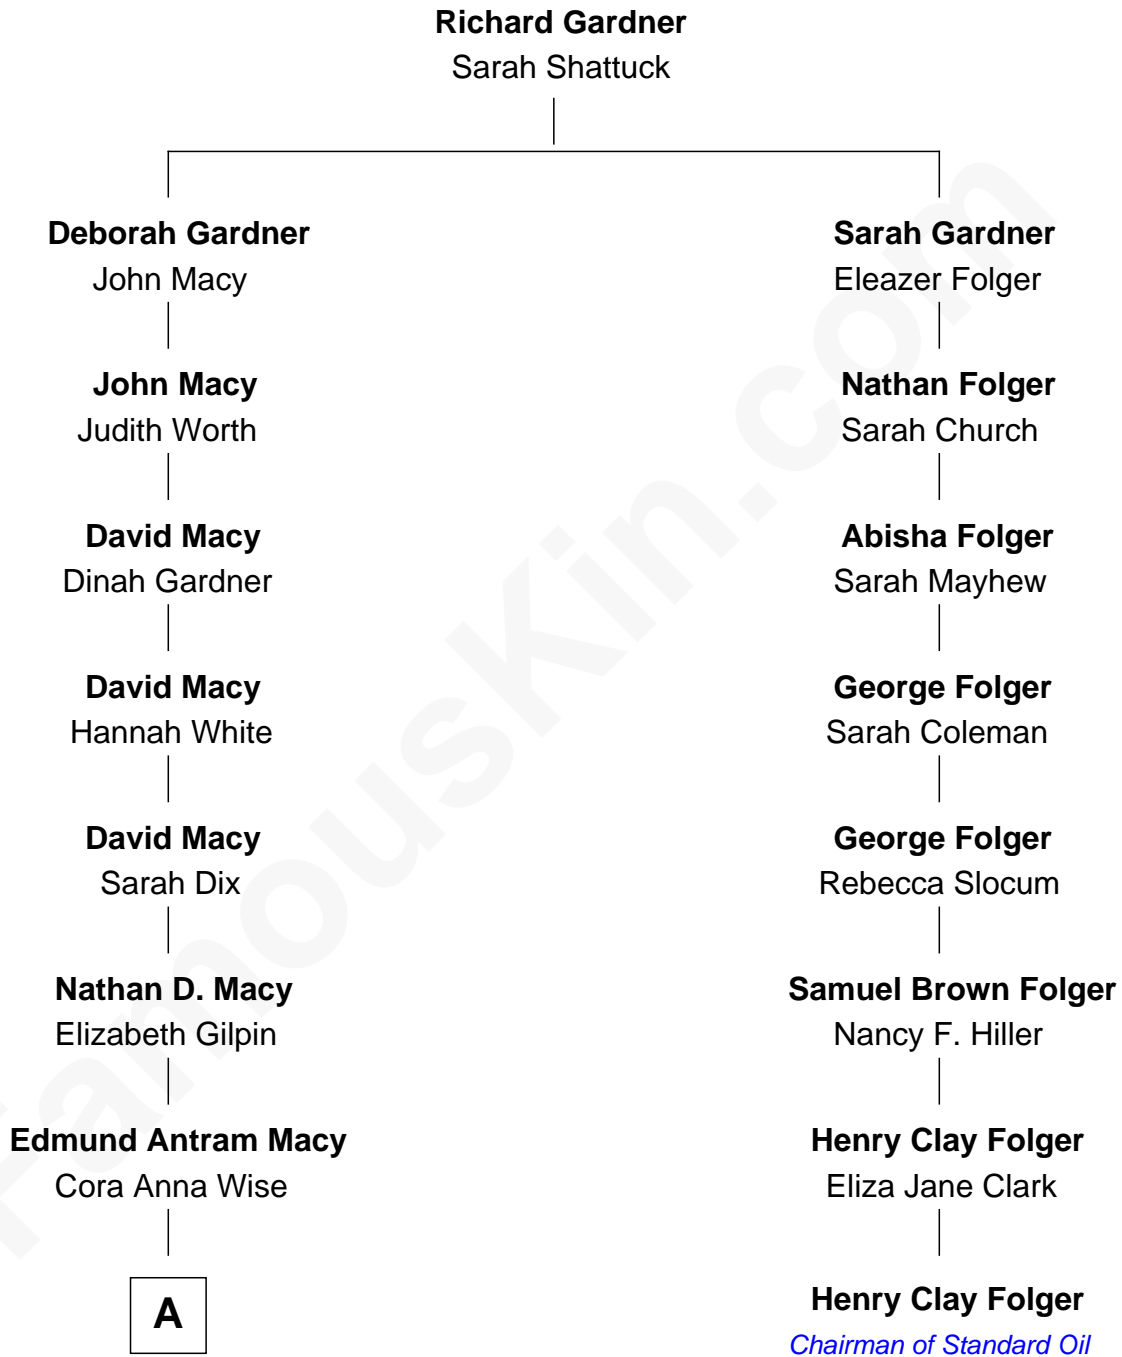 Richard Gardner
Sarah Shattuck
Deborah Gardner
John Macy
Sarah Gardner
Eleazer Folger
John Macy
Judith Worth
Nathan Folger
Sarah Church
David Macy
Dinah Gardner
Abisha Folger
Sarah Mayhew
David Macy
Hannah White
George Folger
Sarah Coleman
David Macy
Sarah Dix
George Folger
Rebecca Slocum
Nathan D. Macy
Elizabeth Gilpin
Samuel Brown Folger
Nancy F. Hiller
Edmund Antram Macy
Cora Anna Wise
Henry Clay Folger
Eliza Jane Clark
A
Henry Clay Folger
Chairman of Standard Oil
FamousKin.com